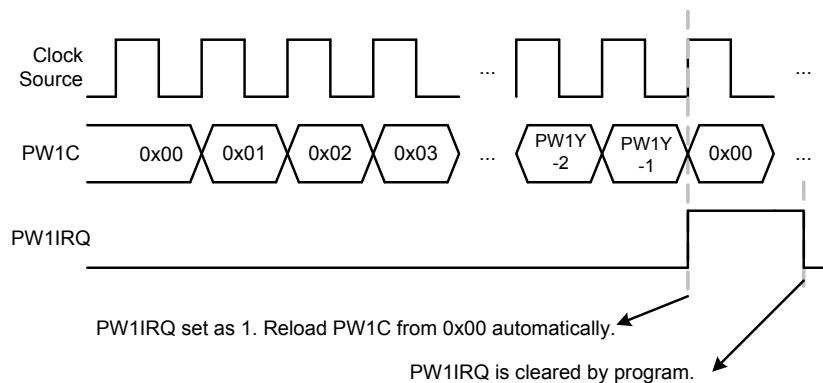 Clock
Source
... ...
PW1C 0x00 0x01 0x02 0x03 ... PW1Y
-2 PW1Y
-1 0x00 ...
PW1IRQ
PW1IRQ set as 1. Reload PW1C from 0x00 automatically.
PW1IRQ is cleared by program.